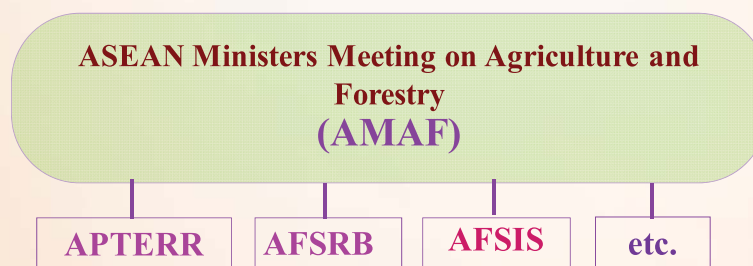 ASEAN Ministers Meeting on Agriculture and
Forestry
(AMAF)
APTERR
AFSRB
AFSIS
etc.